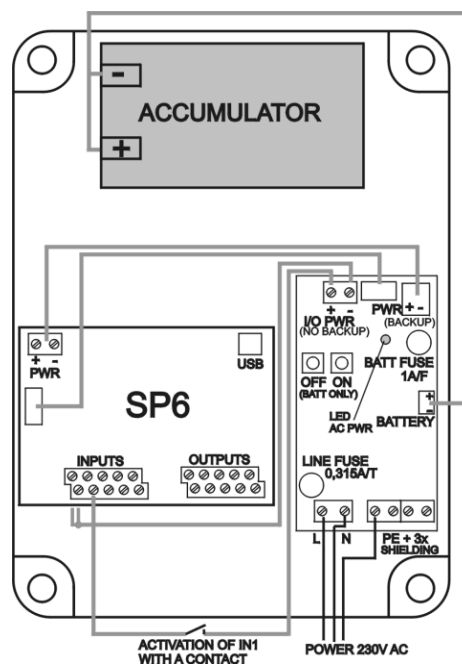 -
ACCUMULATOR
+
+ -
I/O PWR
(NO BACKUP)
PWR
+ -
(BACKUP)
+ -
PWR
USB
SP6
OFF ON
(BATT ONLY)
BATT FUSE
1A/F
LED
AC PWR
+
-
BATTERY
INPUTS
OUTPUTS
LINE FUSE
0,315A/T
L N
PE + 3x
SHIELDING
ACTIVATION OF IN1
WITH A CONTACT
POWER 230V AC